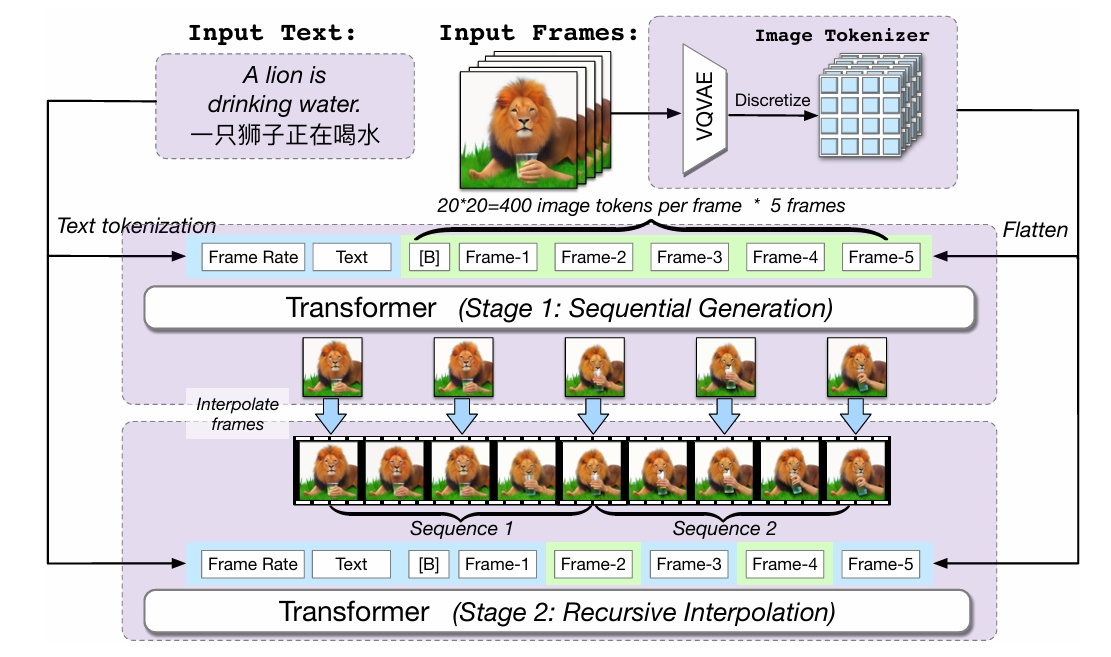 Input Text:
A lion is
drinking water.
一只狮子正在喝水
Input Frames:
Image Tokenizer
VQVAE
Discretize
20*20=400 image tokens per frame * 5 frames
Text tokenization
Flatten
Frame Rate Text [B] Frame-1 Frame-2 Frame-3 Frame-4 Frame-5
Transformer (Stage 1: Sequential Generation)
Interpolate
frames
Sequence 1 Sequence 2
Frame Rate Text [B] Frame-1 Frame-2 Frame-3 Frame-4 Frame-5
Transformer (Stage 2: Recursive Interpolation)